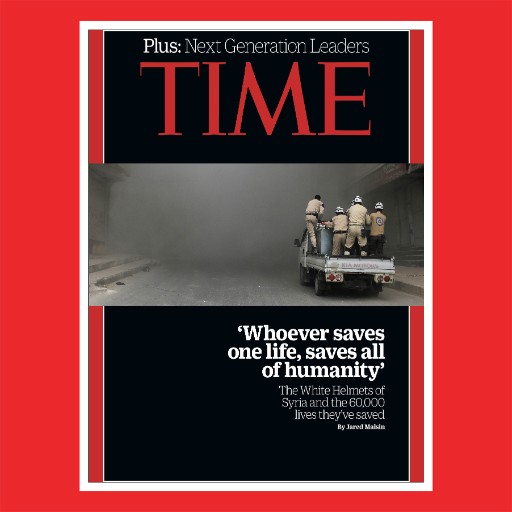 Plus: Next Generation Leaders
TIME
‘Whoever saves
one life, saves all
of humanity’
The White Helmets of
Syria and the 60,000
lives they’ve saved
By Jared Malsin